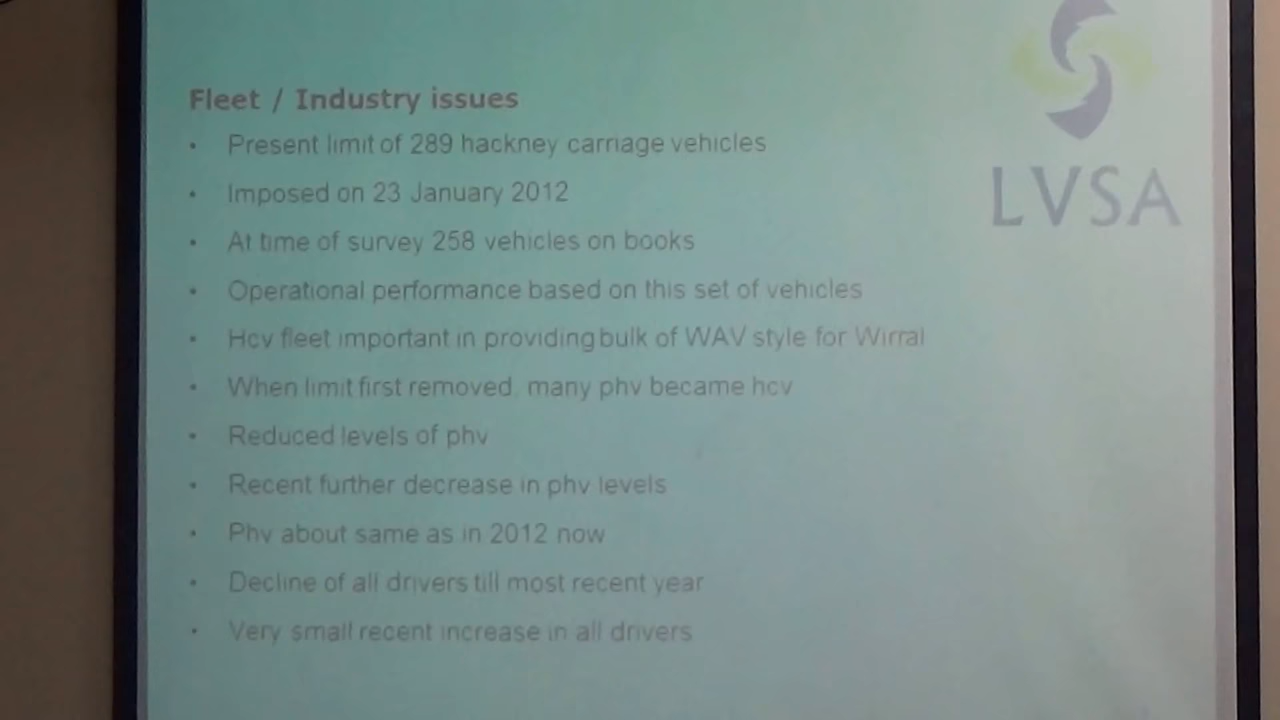 Fleet / Industry issues
• Present limit of 289 hackney carriage vehicles
• Imposed on 23 January 2012
• At time of survey 258 vehicles on books
• Operational performance based on this set of vehicles
• Hcv fleet important in providing bulk of WAV style for Wirral
• When limit first removed, many phv became hcv
• Reduced levels of phv
• Recent further decrease in phv levels
• Phv about same as in 2012 now
• Decline of all drivers till most recent year
• Very small recent increase in all drivers
LVSA